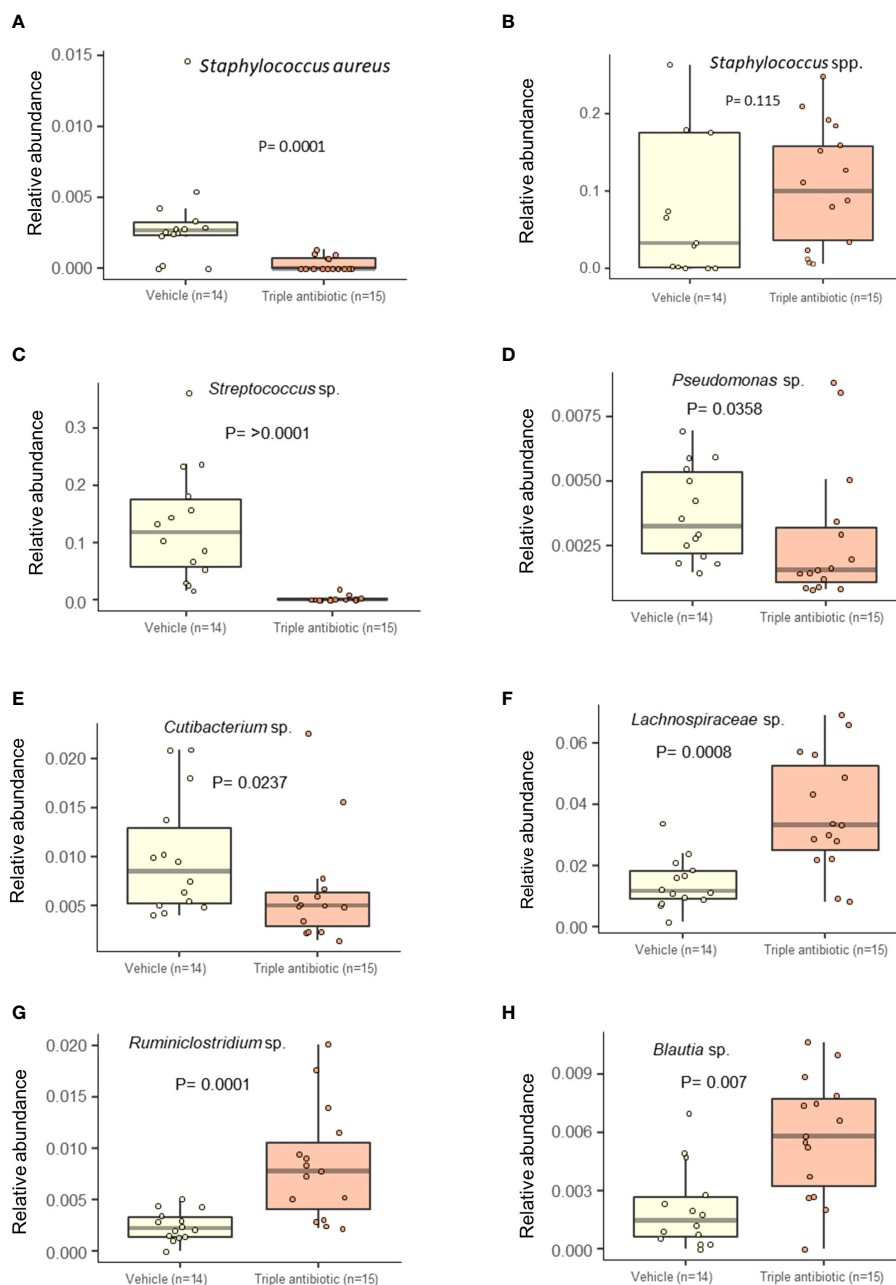 A
Staphylococcus aureus
P= 0.0001
Relative abundance
0.015
0.010
0.005
0.000
Vehicle (n=14)
Triple antibiotic (n=15)
B
Staphylococcus spp.
P= 0.115
Relative abundance
0.2
0.1
0.0
Vehicle (n=14)
Triple antibiotic (n=15)
C
Streptococcus sp.
P= >0.0001
Relative abundance
0.3
0.2
0.1
0.0
Vehicle (n=14)
Triple antibiotic (n=15)
D
Pseudomonas sp.
P= 0.0358
Relative abundance
0.0075
0.0050
0.0025
Vehicle (n=14)
Triple antibiotic (n=15)
E
Cutibacterium sp.
P= 0.0237
Relative abundance
0.020
0.015
0.010
0.005
Vehicle (n=14)
Triple antibiotic (n=15)
F
Lachnospiraceae sp.
P= 0.0008
Relative abundance
0.06
0.04
0.02
0.00
Vehicle (n=14)
Triple antibiotic (n=15)
G
Ruminiclostridium sp.
P= 0.0001
Relative abundance
0.020
0.015
0.010
0.005
0.000
Vehicle (n=14)
Triple antibiotic (n=15)
H
Blautia sp.
P= 0.007
Relative abundance
0.009
0.006
0.003
0.000
Vehicle (n=14)
Triple antibiotic (n=15)